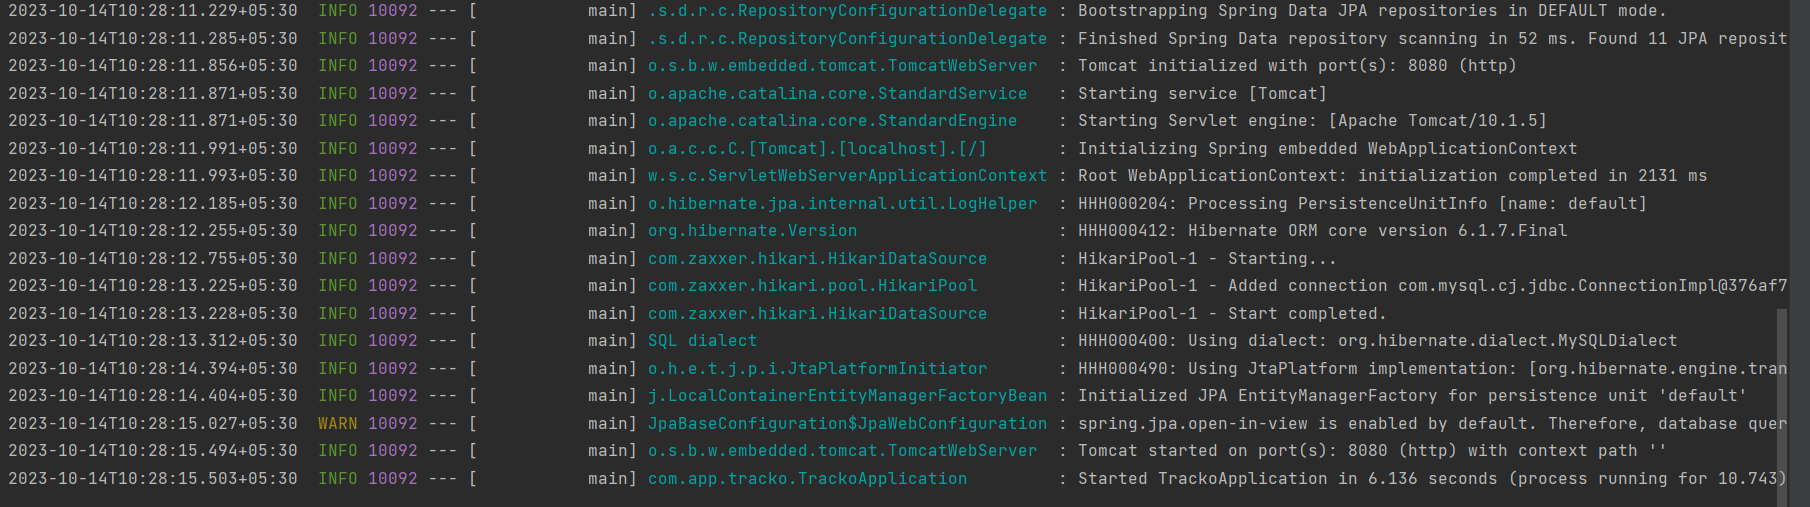 2023-10-14T10:28:11.229+05:30  INFO 10092 --- [           main] .s.d.r.c.RepositoryConfigurationDelegate : Bootstrapping Spring Data JPA repositories in DEFAULT mode.
2023-10-14T10:28:11.285+05:30  INFO 10092 --- [           main] .s.d.r.c.RepositoryConfigurationDelegate : Finished Spring Data repository scanning in 52 ms. Found 11 JPA reposit
2023-10-14T10:28:11.856+05:30  INFO 10092 --- [           main] o.s.b.w.embedded.tomcat.TomcatWebServer  : Tomcat initialized with port(s): 8080 (http)
2023-10-14T10:28:11.871+05:30  INFO 10092 --- [           main] o.apache.catalina.core.StandardService   : Starting service [Tomcat]
2023-10-14T10:28:11.871+05:30  INFO 10092 --- [           main] o.apache.catalina.core.StandardEngine    : Starting Servlet engine: [Apache Tomcat/10.1.5]
2023-10-14T10:28:11.991+05:30  INFO 10092 --- [           main] o.a.c.c.C.[Tomcat].[localhost].[/]       : Initializing Spring embedded WebApplicationContext
2023-10-14T10:28:11.993+05:30  INFO 10092 --- [           main] w.s.c.ServletWebServerApplicationContext : Root WebApplicationContext: initialization completed in 2131 ms
2023-10-14T10:28:12.185+05:30  INFO 10092 --- [           main] o.hibernate.jpa.internal.util.LogHelper  : HHH000204: Processing PersistenceUnitInfo [name: default]
2023-10-14T10:28:12.255+05:30  INFO 10092 --- [           main] org.hibernate.Version                    : HHH000412: Hibernate ORM core version 6.1.7.Final
2023-10-14T10:28:12.755+05:30  INFO 10092 --- [           main] com.zaxxer.hikari.HikariDataSource       : HikariPool-1 - Starting...
2023-10-14T10:28:13.225+05:30  INFO 10092 --- [           main] com.zaxxer.hikari.pool.HikariPool        : HikariPool-1 - Added connection com.mysql.cj.jdbc.ConnectionImpl@376af7
2023-10-14T10:28:13.228+05:30  INFO 10092 --- [           main] com.zaxxer.hikari.HikariDataSource       : HikariPool-1 - Start completed.
2023-10-14T10:28:13.312+05:30  INFO 10092 --- [           main] SQL dialect                              : HHH000400: Using dialect: org.hibernate.dialect.MySQLDialect
2023-10-14T10:28:14.394+05:30  INFO 10092 --- [           main] o.h.e.t.j.p.i.JtaPlatformInitiator       : HHH000490: Using JtaPlatform implementation: [org.hibernate.engine.tran
2023-10-14T10:28:14.404+05:30  INFO 10092 --- [           main] j.LocalContainerEntityManagerFactoryBean : Initialized JPA EntityManagerFactory for persistence unit 'default'
2023-10-14T10:28:15.027+05:30  WARN 10092 --- [           main] JpaBaseConfiguration$JpaWebConfiguration : spring.jpa.open-in-view is enabled by default. Therefore, database quer
2023-10-14T10:28:15.494+05:30  INFO 10092 --- [           main] o.s.b.w.embedded.tomcat.TomcatWebServer  : Tomcat started on port(s): 8080 (http) with context path ''
2023-10-14T10:28:15.503+05:30  INFO 10092 --- [           main] com.app.tracko.TrackoApplication         : Started TrackoApplication in 6.136 seconds (process running for 10.743)